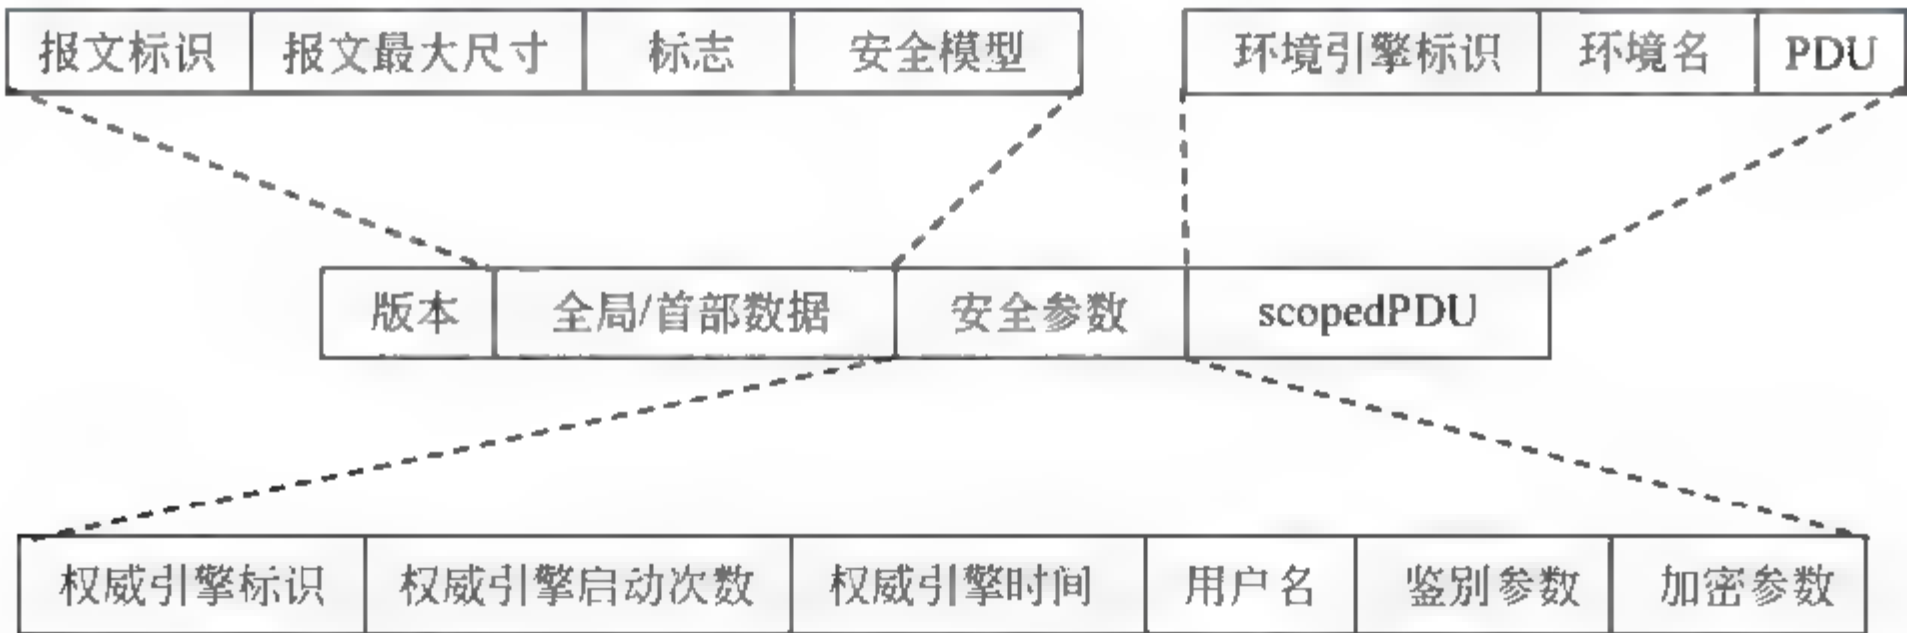 报文标识 报文最大尺寸 标志 安全模型 环境引擎标识 环境名 PDU
版本 全局/首部数据 安全参数 scopedPDU
权威引擎标识 权威引擎启动次数 权威引擎时间 用户名 鉴别参数 加密参数